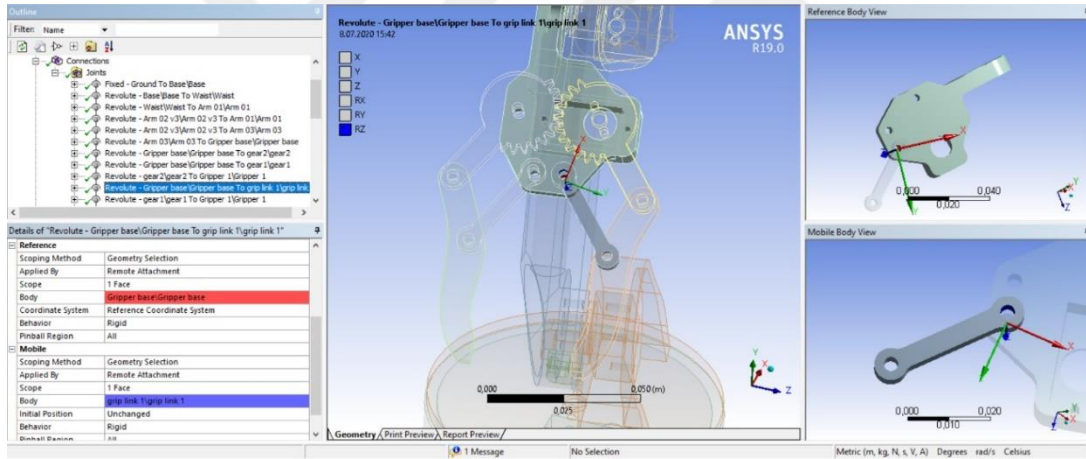 Outline
Filter: Name
Connections
Joints
Fixed - Ground To Base\Base
Revolute - Base\Base To Waist\Waist
Revolute - Waist\Waist To Arm 01\Arm 01
Revolute - Arm 02 v3\Arm 02 v3 To Arm 01\Arm 01
Revolute - Arm 02 v3\Arm 02 v3 To Arm 03\Arm 03
Revolute - Arm 03\Arm 03 To Gripper base\Gripper base
Revolute - Gripper base\Gripper base To gear2\gear2
Revolute - Gripper base\Gripper base To gear1\gear1
Revolute - gear2\gear2 To Gripper 1\Gripper 1
Revolute - Gripper base\Gripper base To grip link 1\grip link
Revolute - gear1\gear1 To Gripper 1\Gripper 1
Details of "Revolute - Gripper base\Gripper base To grip link 1\grip link 1"
Reference
Scoping Method Geometry Selection
Applied By Remote Attachment
Scope 1 Face
Body Gripper base\Gripper base
Coordinate System Reference Coordinate System
Behavior Rigid
Pinball Region All
Mobile
Scoping Method Geometry Selection
Applied By Remote Attachment
Scope 1 Face
Body grip link 1\grip link 1
Initial Position Unchanged
Behavior Rigid
Pinball Region All
Revolute - Gripper base\Gripper base To grip link 1\grip link 1
8.07.2020 15:42
X
Y
Z
RX
RY
RZ
ANSYS
R19.0
X
Y
0,000
0,050 (m)
0,025
Y
X
Z
Geometry Print Preview Report Preview
Reference Body View
X
Y
0,000
0,040
0,020
Y
Z
Mobile Body View
X
Y
0,000
0,020
0,010
Y
Z
1 Message
No Selection
Metric (m, kg, N, s, V, A) Degrees rad/s Celsius